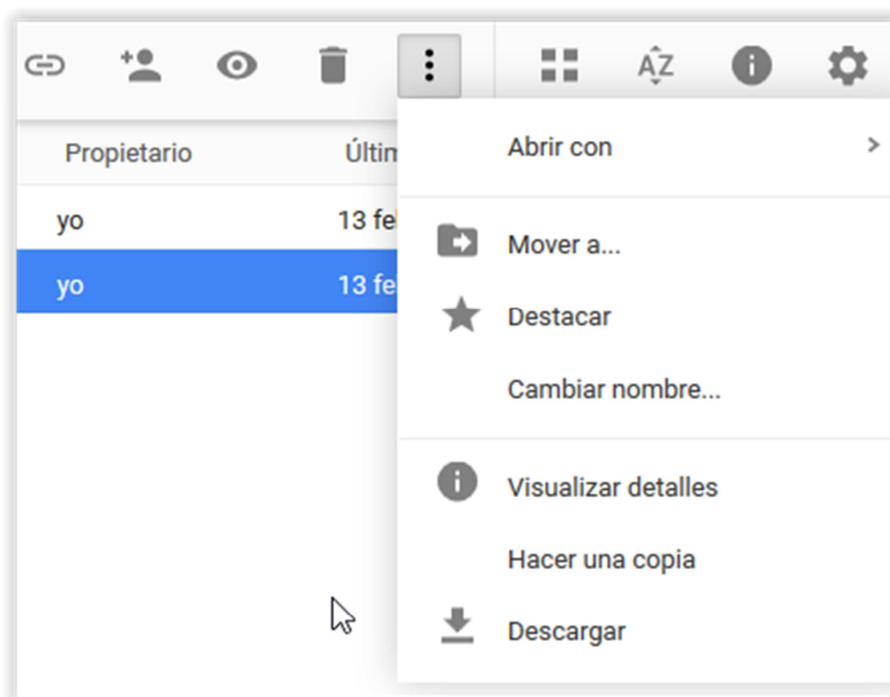 AZ
Propietario Últim
yo 13 fe
yo 13 fe
Abrir con
Mover a...
Destacar
Cambiar nombre...
Visualizar detalles
Hacer una copia
Descargar